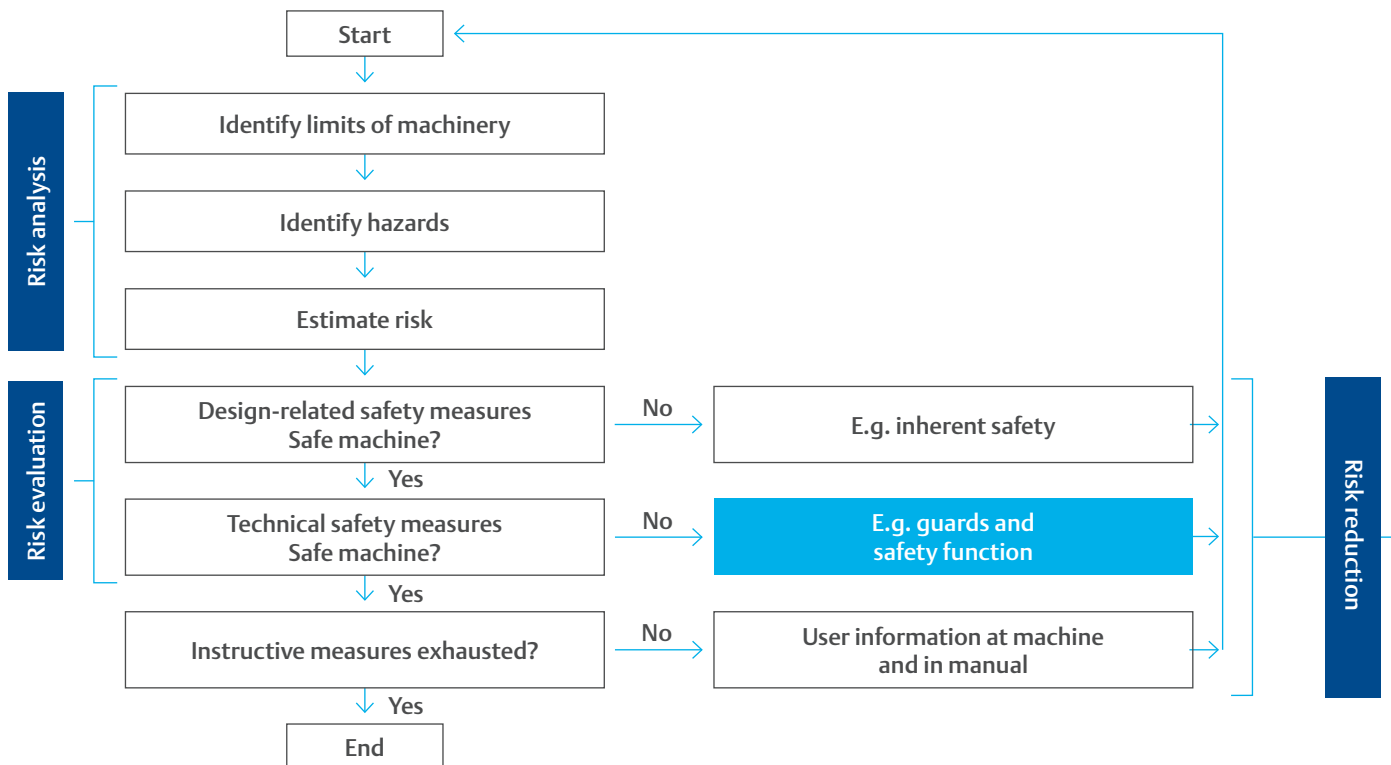 Start
Risk analysis
Identify limits of machinery
Identify hazards
Estimate risk
Risk evaluation
Design-related safety measures
Safe machine?
No
E.g. inherent safety
Yes
Technical safety measures
Safe machine?
No
E.g. guards and
safety function
Yes
Instructive measures exhausted?
No
User information at machine
and in manual
Risk reduction
Yes
End